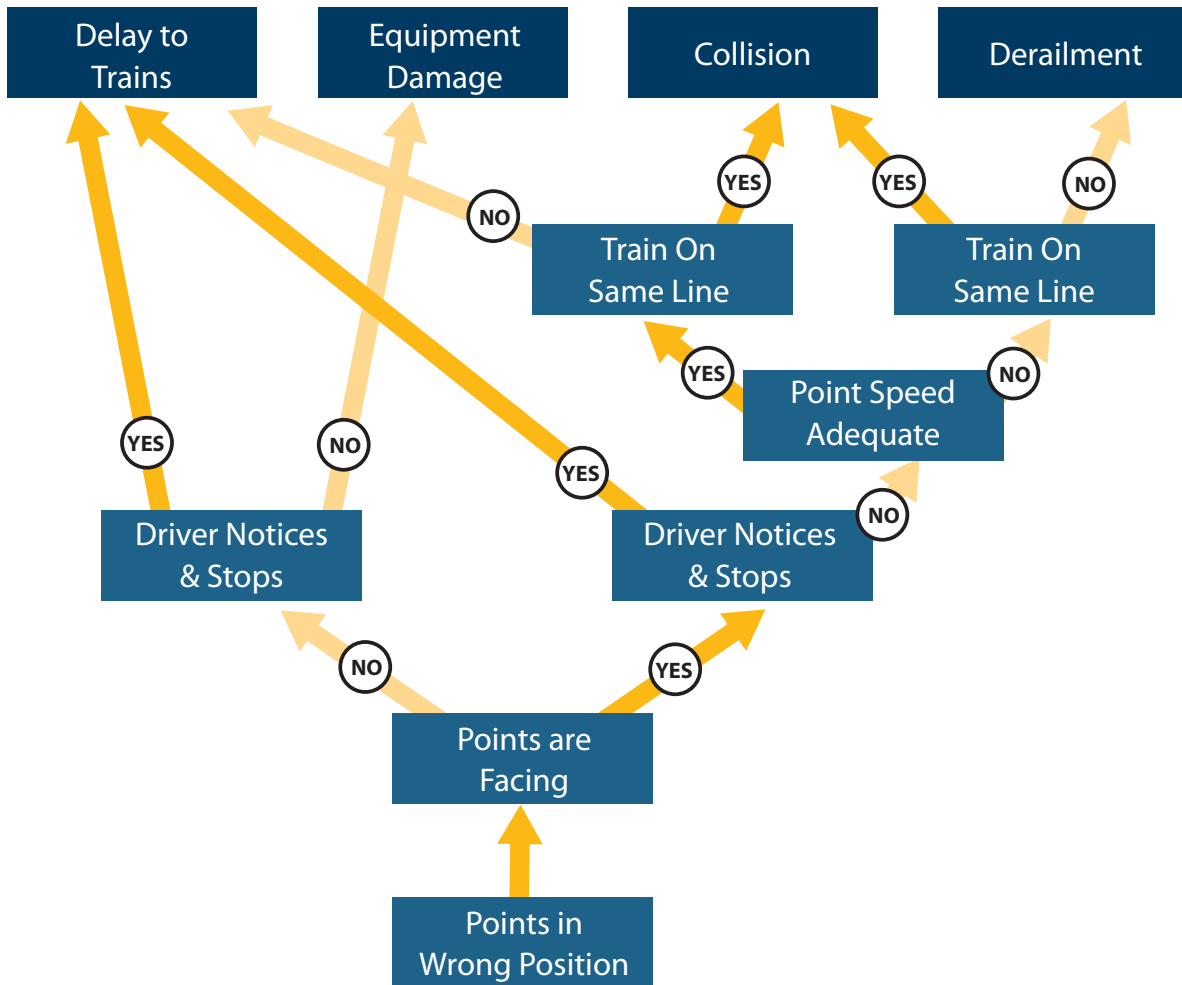 Delay to
Trains
Equipment
Damage
Collision
Derailment
YES
YES
NO
NO
Train On
Same Line
Train On
Same Line
YES
NO
Point Speed
Adequate
YES
NO
YES
NO
Driver Notices
& Stops
Driver Notices
& Stops
NO
YES
Points are
Facing
Points in
Wrong Position